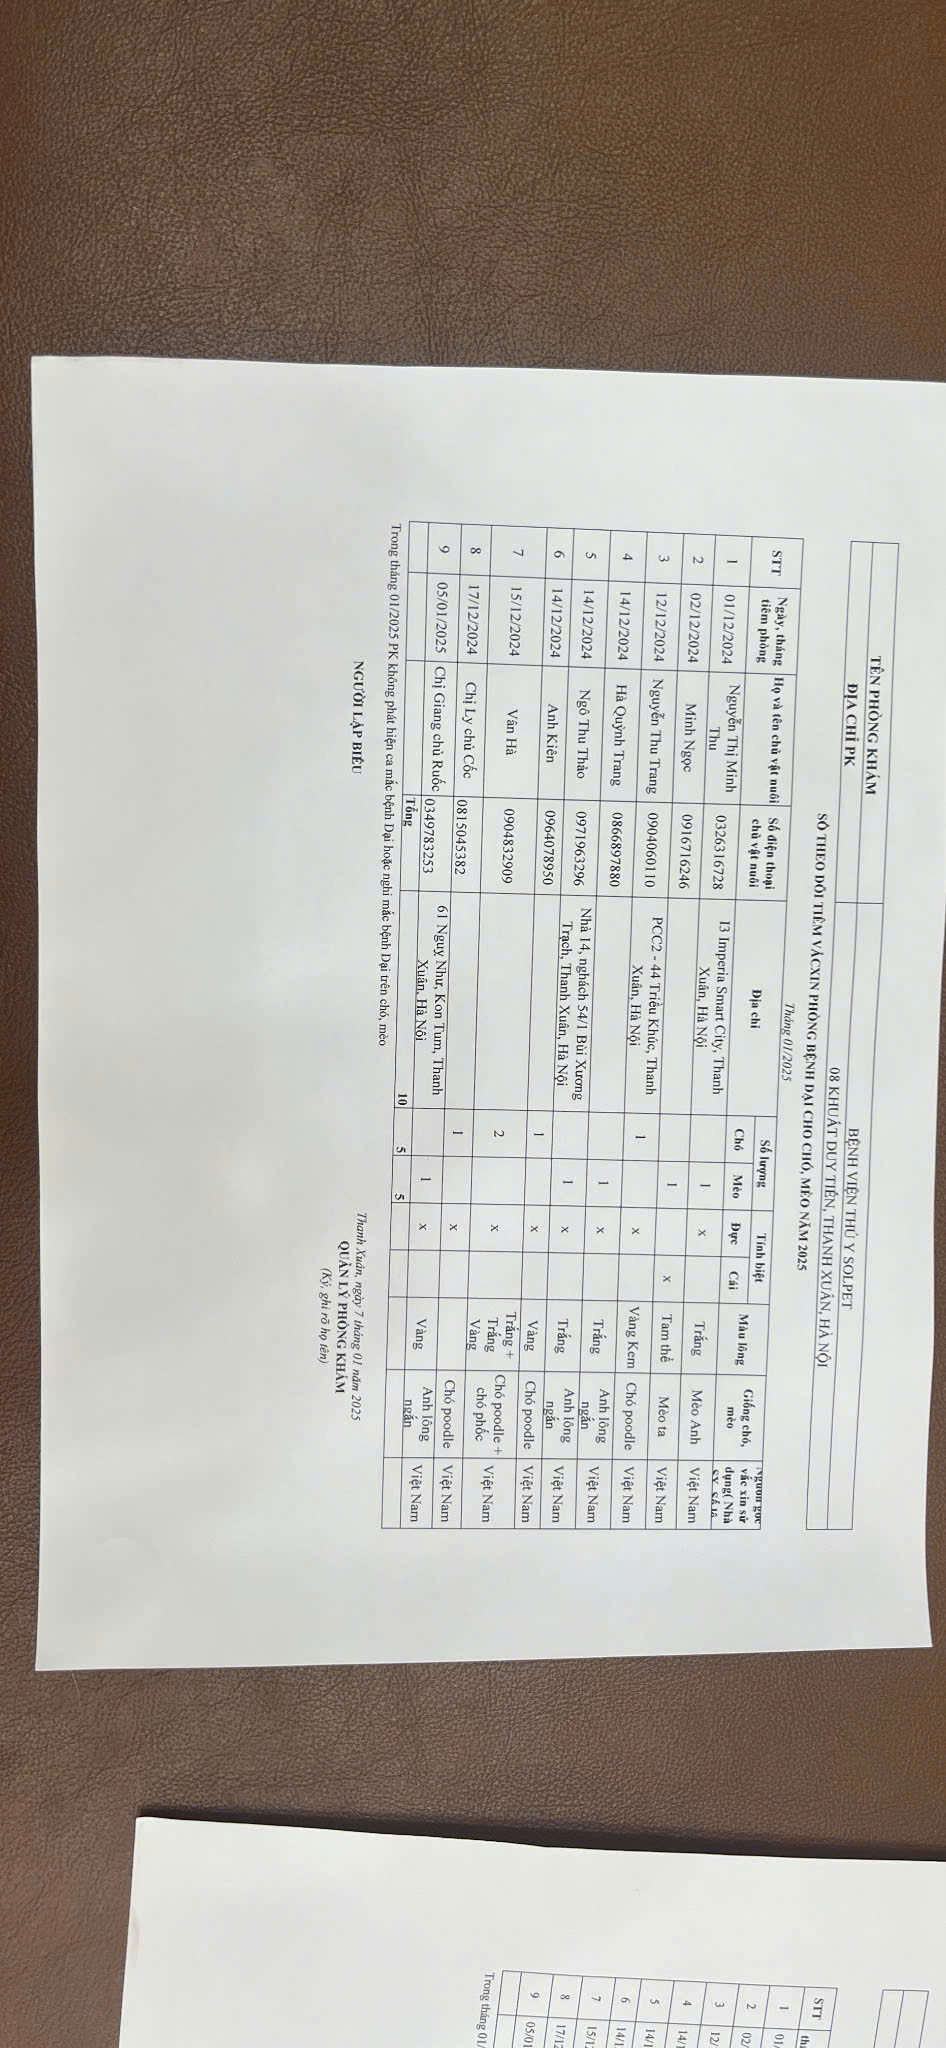 TÊN PHÒNG KHÁM BỆNH VIỆN THÚ Y SOLPET
ĐỊA CHỈ PK 08 KHUẤT DUY TIẾN, THANH XUÂN, HÀ NỘI
SỔ THEO DÕI TIÊM VẮCXIN PHÒNG BỆNH DẠI CHO CHÓ, MÈO NĂM 2025
Tháng 01/2025
STT Ngày, tháng tiêm phòng Họ và tên chủ vật nuôi Số điện thoại chủ vật nuôi Địa chỉ Số lượng Tính biệt Màu lông Giống chó, mèo Nguồn gốc vắc xin sử dụng( Nhà SX, Số lô
Chó Mèo Đực Cái
1 01/12/2024 Nguyễn Thị Minh Thu 0326316728 I3 Imperia Smart City, Thanh Xuân, Hà Nội 1 x Trắng Mèo Anh Việt Nam
2 02/12/2024 Minh Ngọc 0916716246 1 x Tam thể Mèo ta Việt Nam
3 12/12/2024 Nguyễn Thu Trang 0904060110 PCC2 - 44 Triều Khúc, Thanh Xuân, Hà Nội 1 x Vàng Kem Chó poodle Việt Nam
4 14/12/2024 Hà Quỳnh Trang 0866897880 1 x Trắng Anh lông ngắn Việt Nam
5 14/12/2024 Ngô Thu Thảo 0971963296 Nhà 14, nghách 54/1 Bùi Xương Trạch, Thanh Xuân, Hà Nội 1 x Trắng Anh lông ngắn Việt Nam
6 14/12/2024 Anh Kiên 0964078950 1 x Vàng Chó poodle Việt Nam
7 15/12/2024 Vân Hà 0904832909 2 x Trắng + Trắng Vàng Chó poodle + chó phốc Việt Nam
8 17/12/2024 Chị Ly chủ Cốc 0815045382 1 x Chó poodle Việt Nam
9 05/01/2025 Chị Giang chủ Ruốc 0349783253 61 Ngụy Như, Kon Tum, Thanh Xuân, Hà Nội 1 x Vàng Anh lông ngắn Việt Nam
Tổng 10 5 5
Trong tháng 01/2025 PK không phát hiện ca mắc bệnh Dại hoặc nghi mắc bệnh Dại trên chó, mèo
Thanh Xuân, ngày 7 tháng 01 năm 2025
NGƯỜI LẬP BIỂU QUẢN LÝ PHÒNG KHÁM
(Ký, ghi rõ họ tên)
STT
1 01/
2 02/
3 12/
4 14/1
5 14/1
6 14/1
7 15/1
8 17/12
9 05/01
Trong tháng 01/